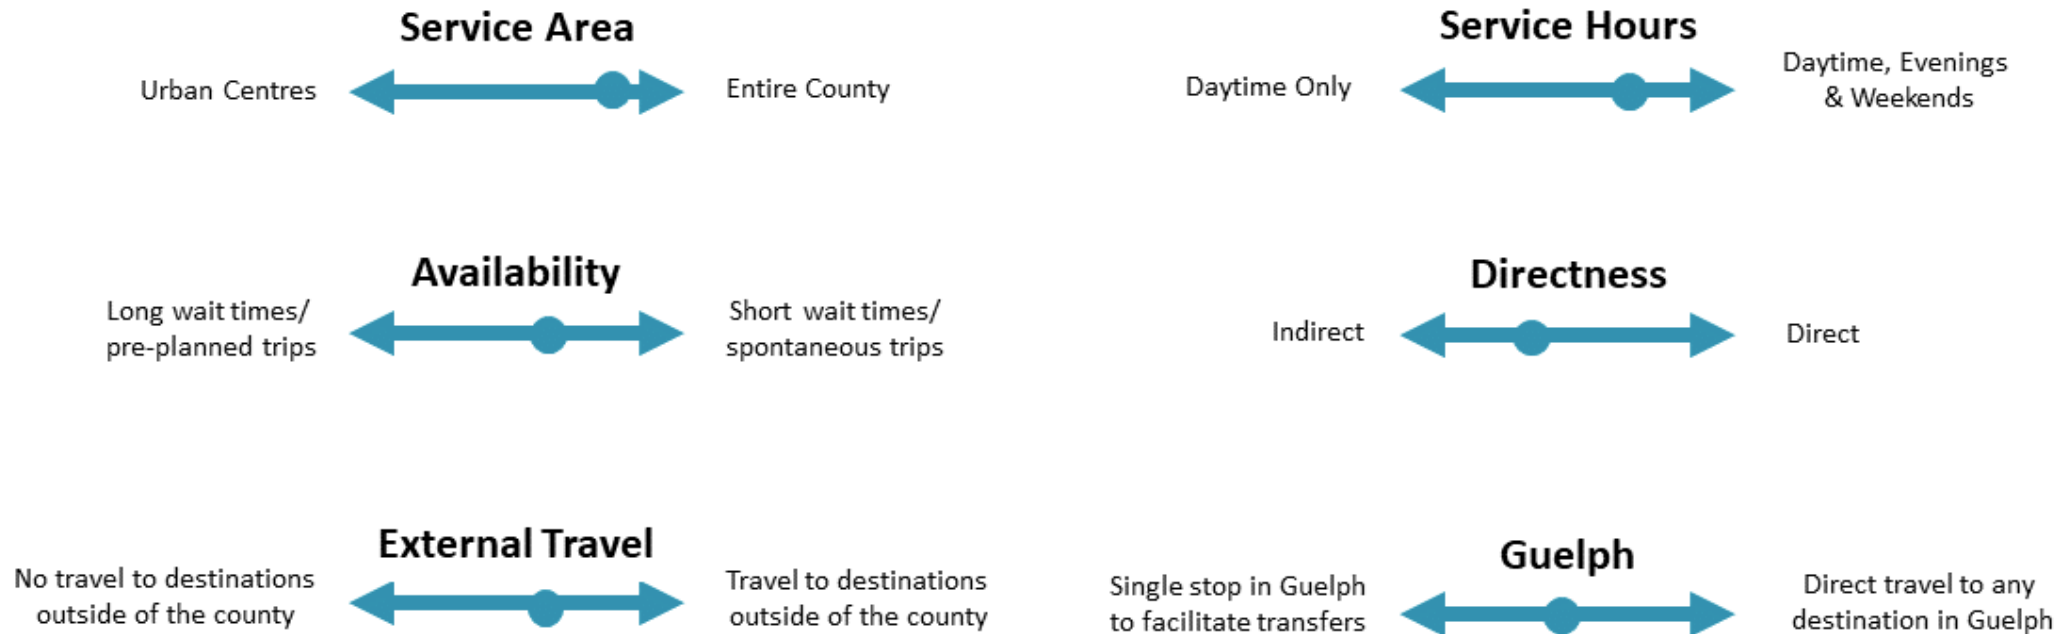 Service Area
Urban Centres
Entire County
Service Hours
Daytime Only
Daytime, Evenings
& Weekends
Availability
Long wait times/
pre-planned trips
Short wait times/
spontaneous trips
Directness
Indirect
Direct
External Travel
No travel to destinations
outside of the county
Travel to destinations
outside of the county
Guelph
Single stop in Guelph
to facilitate transfers
Direct travel to any
destination in Guelph